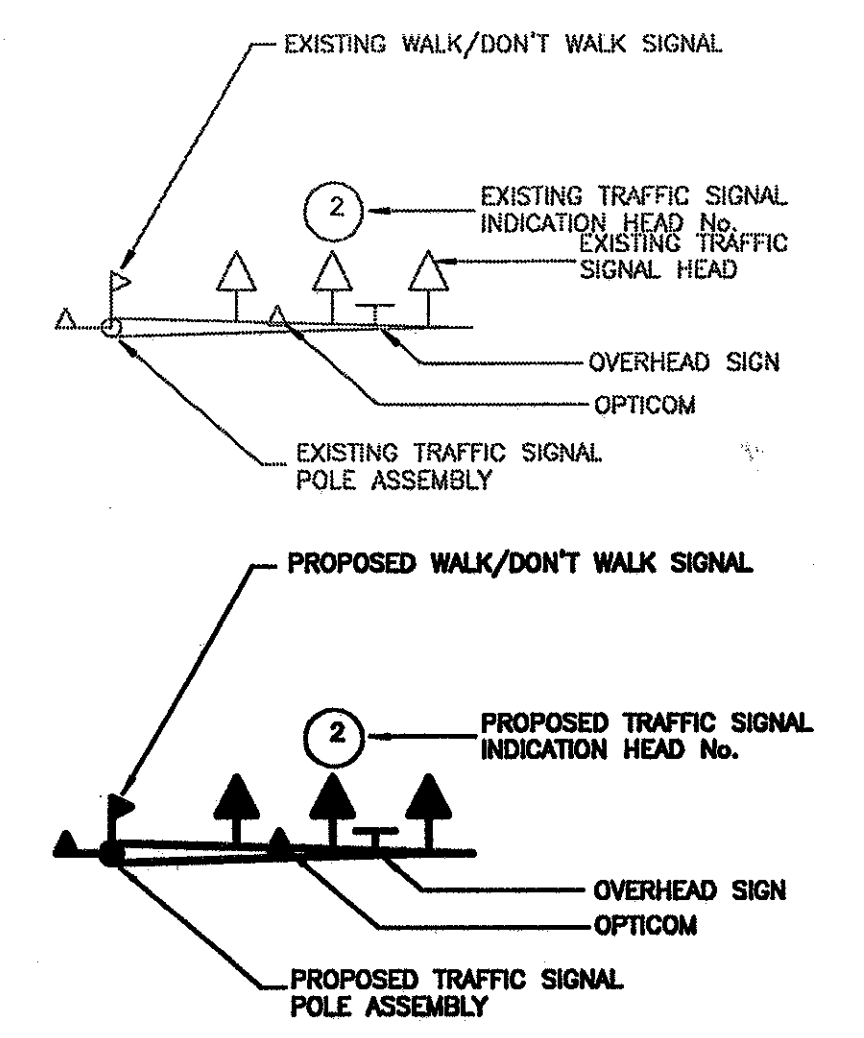 EXISTING WALK/DON'T WALK SIGNAL
2
EXISTING TRAFFIC SIGNAL
INDICATION HEAD No.
EXISTING TRAFFIC
SIGNAL HEAD
OVERHEAD SIGN
OPTICOM
EXISTING TRAFFIC SIGNAL
POLE ASSEMBLY
PROPOSED WALK/DON'T WALK SIGNAL
2
PROPOSED TRAFFIC SIGNAL
INDICATION HEAD No.
OVERHEAD SIGN
OPTICOM
PROPOSED TRAFFIC SIGNAL
POLE ASSEMBLY